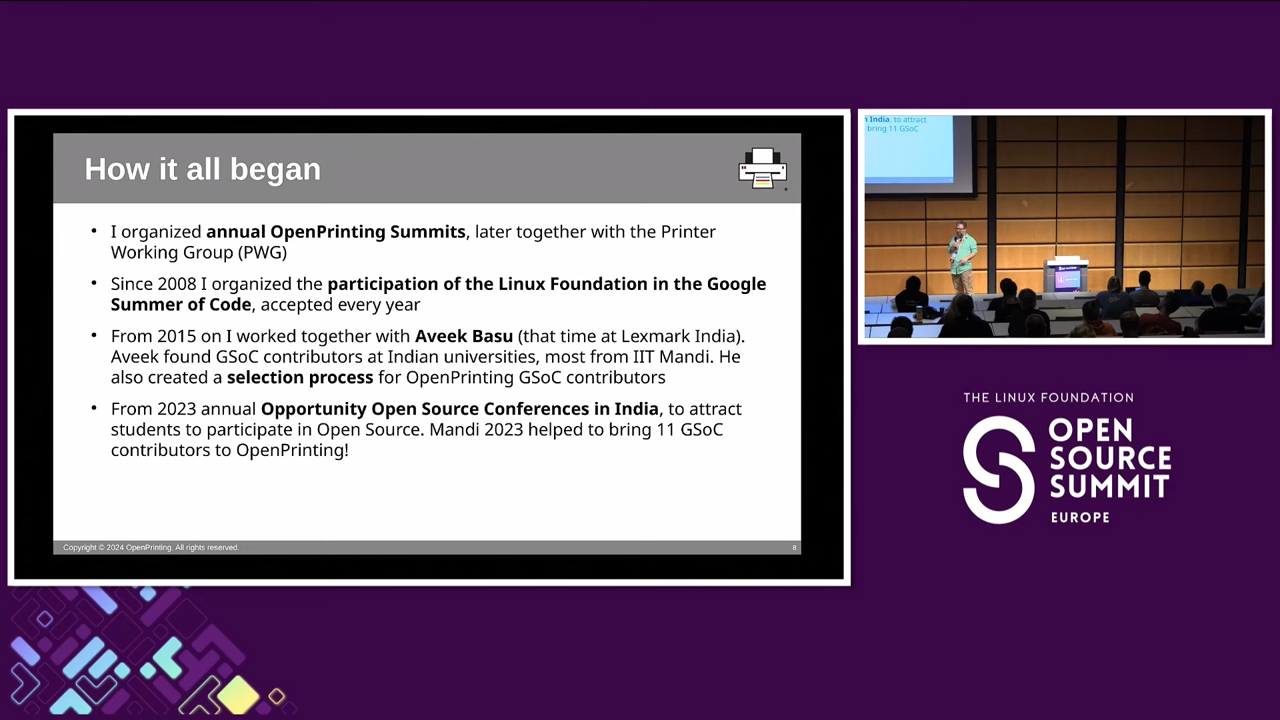 How it all began
• I organized annual OpenPrinting Summits, later together with the Printer
Working Group (PWG)
• Since 2008 I organized the participation of the Linux Foundation in the Google
Summer of Code, accepted every year
• From 2015 on I worked together with Aveek Basu (that time at Lexmark India).
Aveek found GSoC contributors at Indian universities, most from IIT Mandi. He
also created a selection process for OpenPrinting GSoC contributors
• From 2023 annual Opportunity Open Source Conferences in India, to attract
students to participate in Open Source. Mandi 2023 helped to bring 11 GSoC
contributors to OpenPrinting!
Copyright © 2024 OpenPrinting. All rights reserved.
8
India, to attract
bring 11 GSoC
THE LINUX FOUNDATION
OPEN
SOURCE
SUMMIT
EUROPE